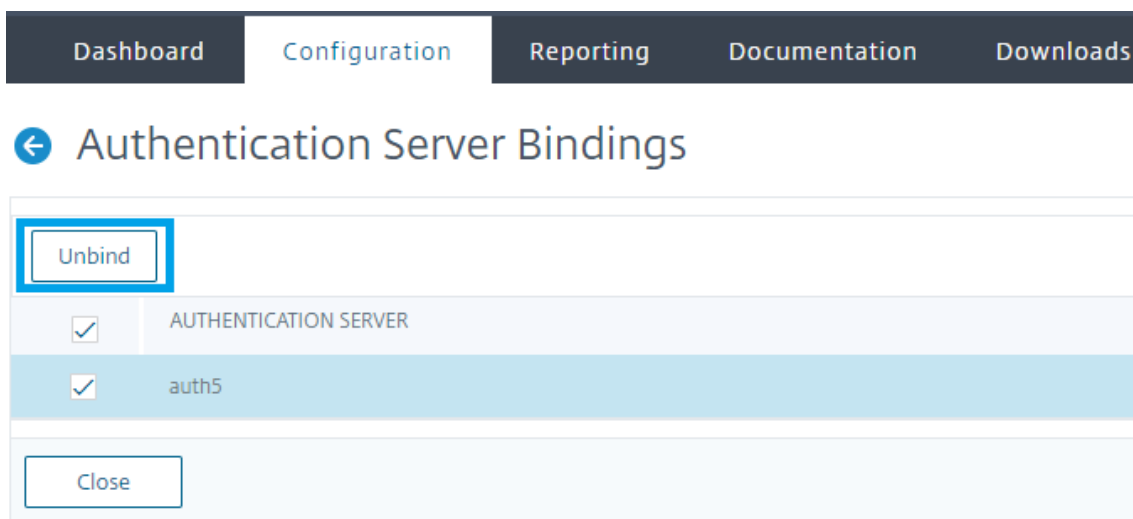 Dashboard Configuration Reporting Documentation Downloads
Authentication Server Bindings
Unbind
AUTHENTICATION SERVER
auth5
Close